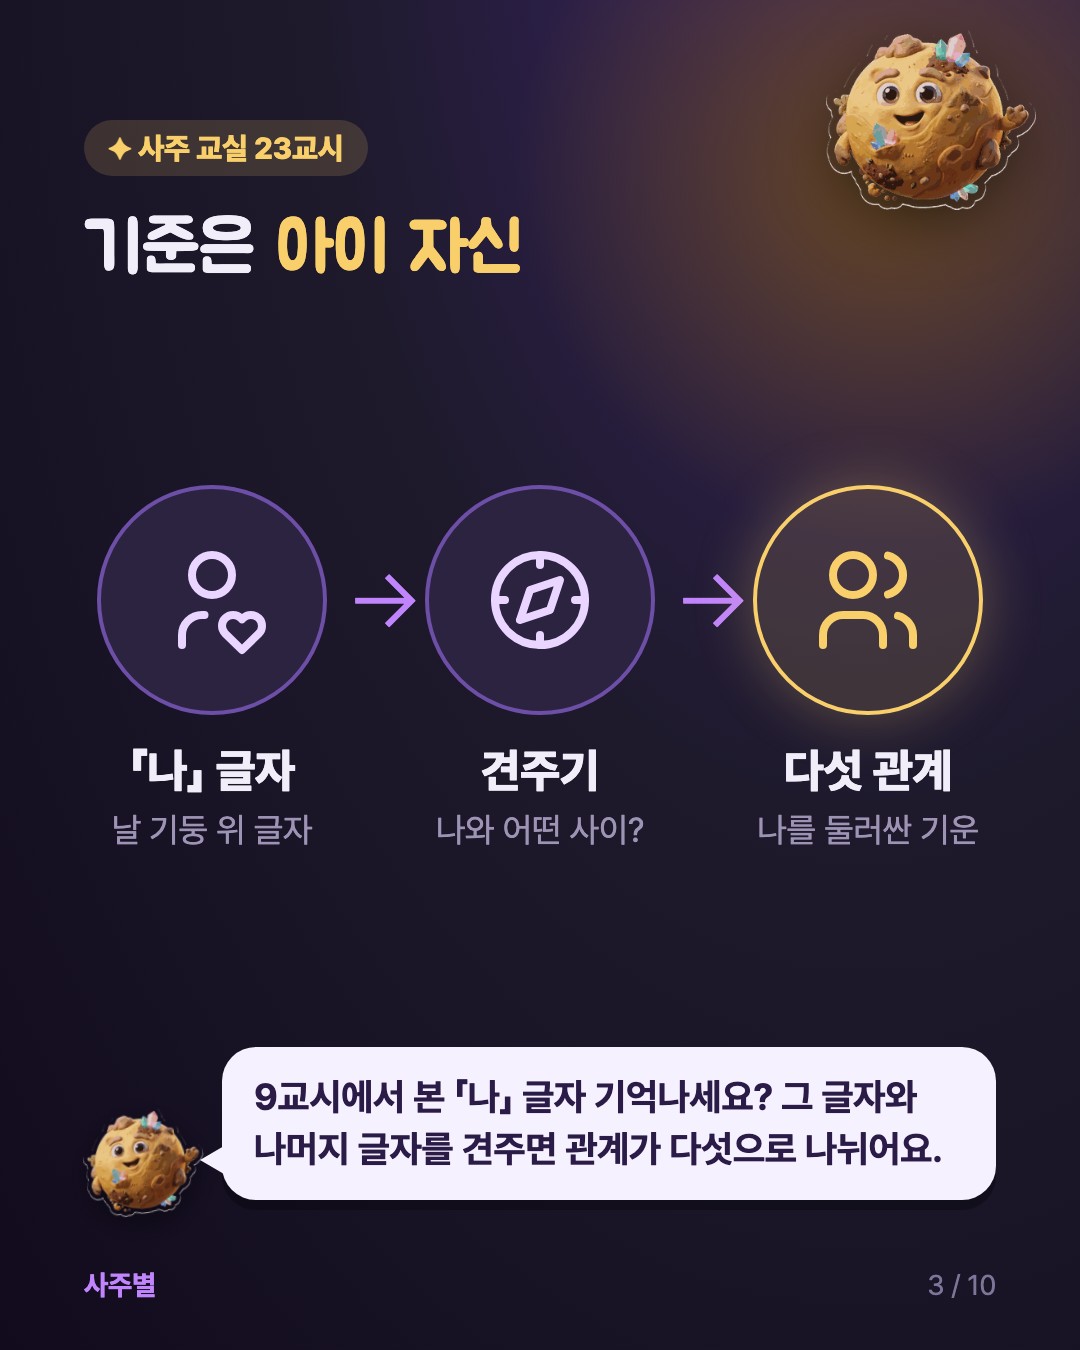 ✦ 사주 교실 23교시
기준은 아이 자신
「나」 글자
날 기둥 위 글자
견주기
나와 어떤 사이?
다섯 관계
나를 둘러싼 기운
9교시에서 본 「나」 글자 기억나세요? 그 글자와
나머지 글자를 견주면 관계가 다섯으로 나뉘어요.
사주별
3 / 10